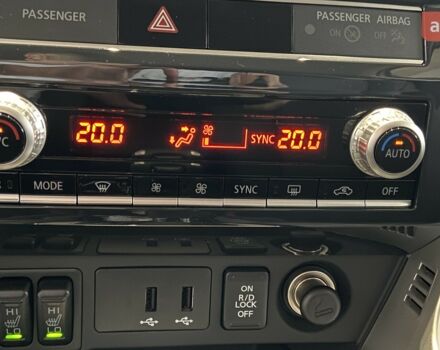 PASSENGER
PASSENGER AIRBAG
ON OFF
a
20.0
SYNC 20.0
°C
AUTO
MODE
SYNC
OFF
HI HI
LO LO
ON
R/D
LOCK
OFF